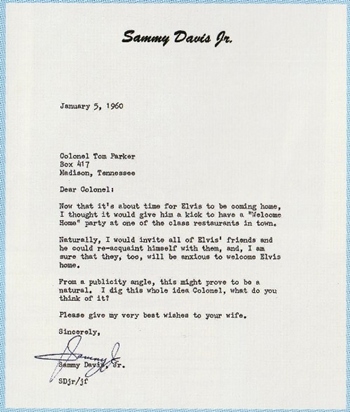 Sammy Davis Jr.
January 5, 1960
Colonel Tom Parker
Box 417
Madison, Tennessee
Dear Colonel:
Now that it's about time for Elvis to be coming home,
I thought it would give him a kick to have a "Welcome
Home" party at one of the class restaurants in town.
Naturally, I would invite all of Elvis' friends and
he could re-acquaint himself with them, and, I am
sure that they, too, will be anxious to welcome Elvis
home.
From a publicity angle, this might prove to be a
natural. I dig this whole idea Colonel, what do you
think of it?
Please give my very best wishes to your wife.
Sincerely,
Sammy Jr
Sammy Davis, Jr.
SDjr/jf